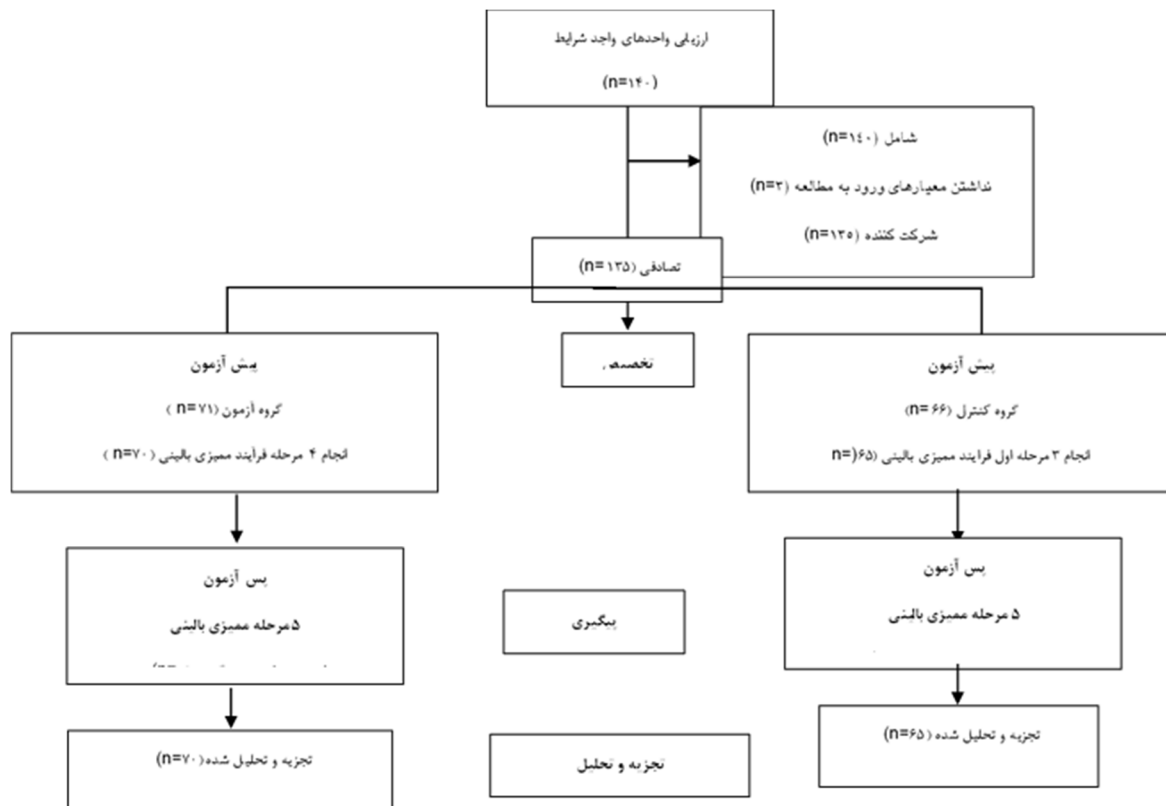 ارزیابی واحدهای واجد شرایط
(n=۱۴۰)
شامل (n=۱٤۰)
نداشتن معیارهای ورود به مطالعه (n=۳)
شرکت کننده (n=۱۳٥)
تصادفی (n=۱۳۵)
پیش آزمون
گروه کنترل (n=۶۶)
انجام ۳ مرحله اول فرایند ممیزی بالینی (n=(۶۵
تخصیص
پیش آزمون
گروه آزمون (n=۷۱ )
انجام ۴ مرحله فرآیند ممیزی بالینی (n=۷۰ )
پس آزمون
۵ مرحله ممیزی بالینی
پیگیری
پس آزمون
۵ مرحله ممیزی بالینی
تجزیه و تحلیل شده (n=۶۵)
تجزیه و تحلیل
تجزیه و تحلیل شده (n=۷۰)